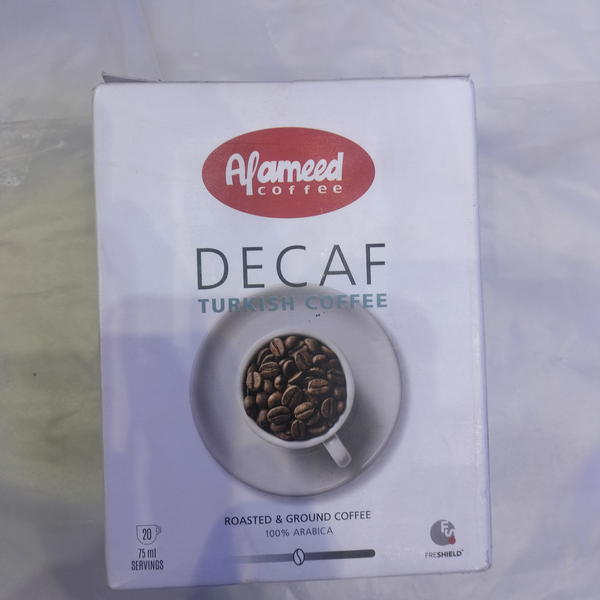 Alameed
coffee
DECAF
TURKISH COFFEE
ROASTED & GROUND COFFEE
100% ARABICA
20
75 ml
SERVINGS
FRESHIELD